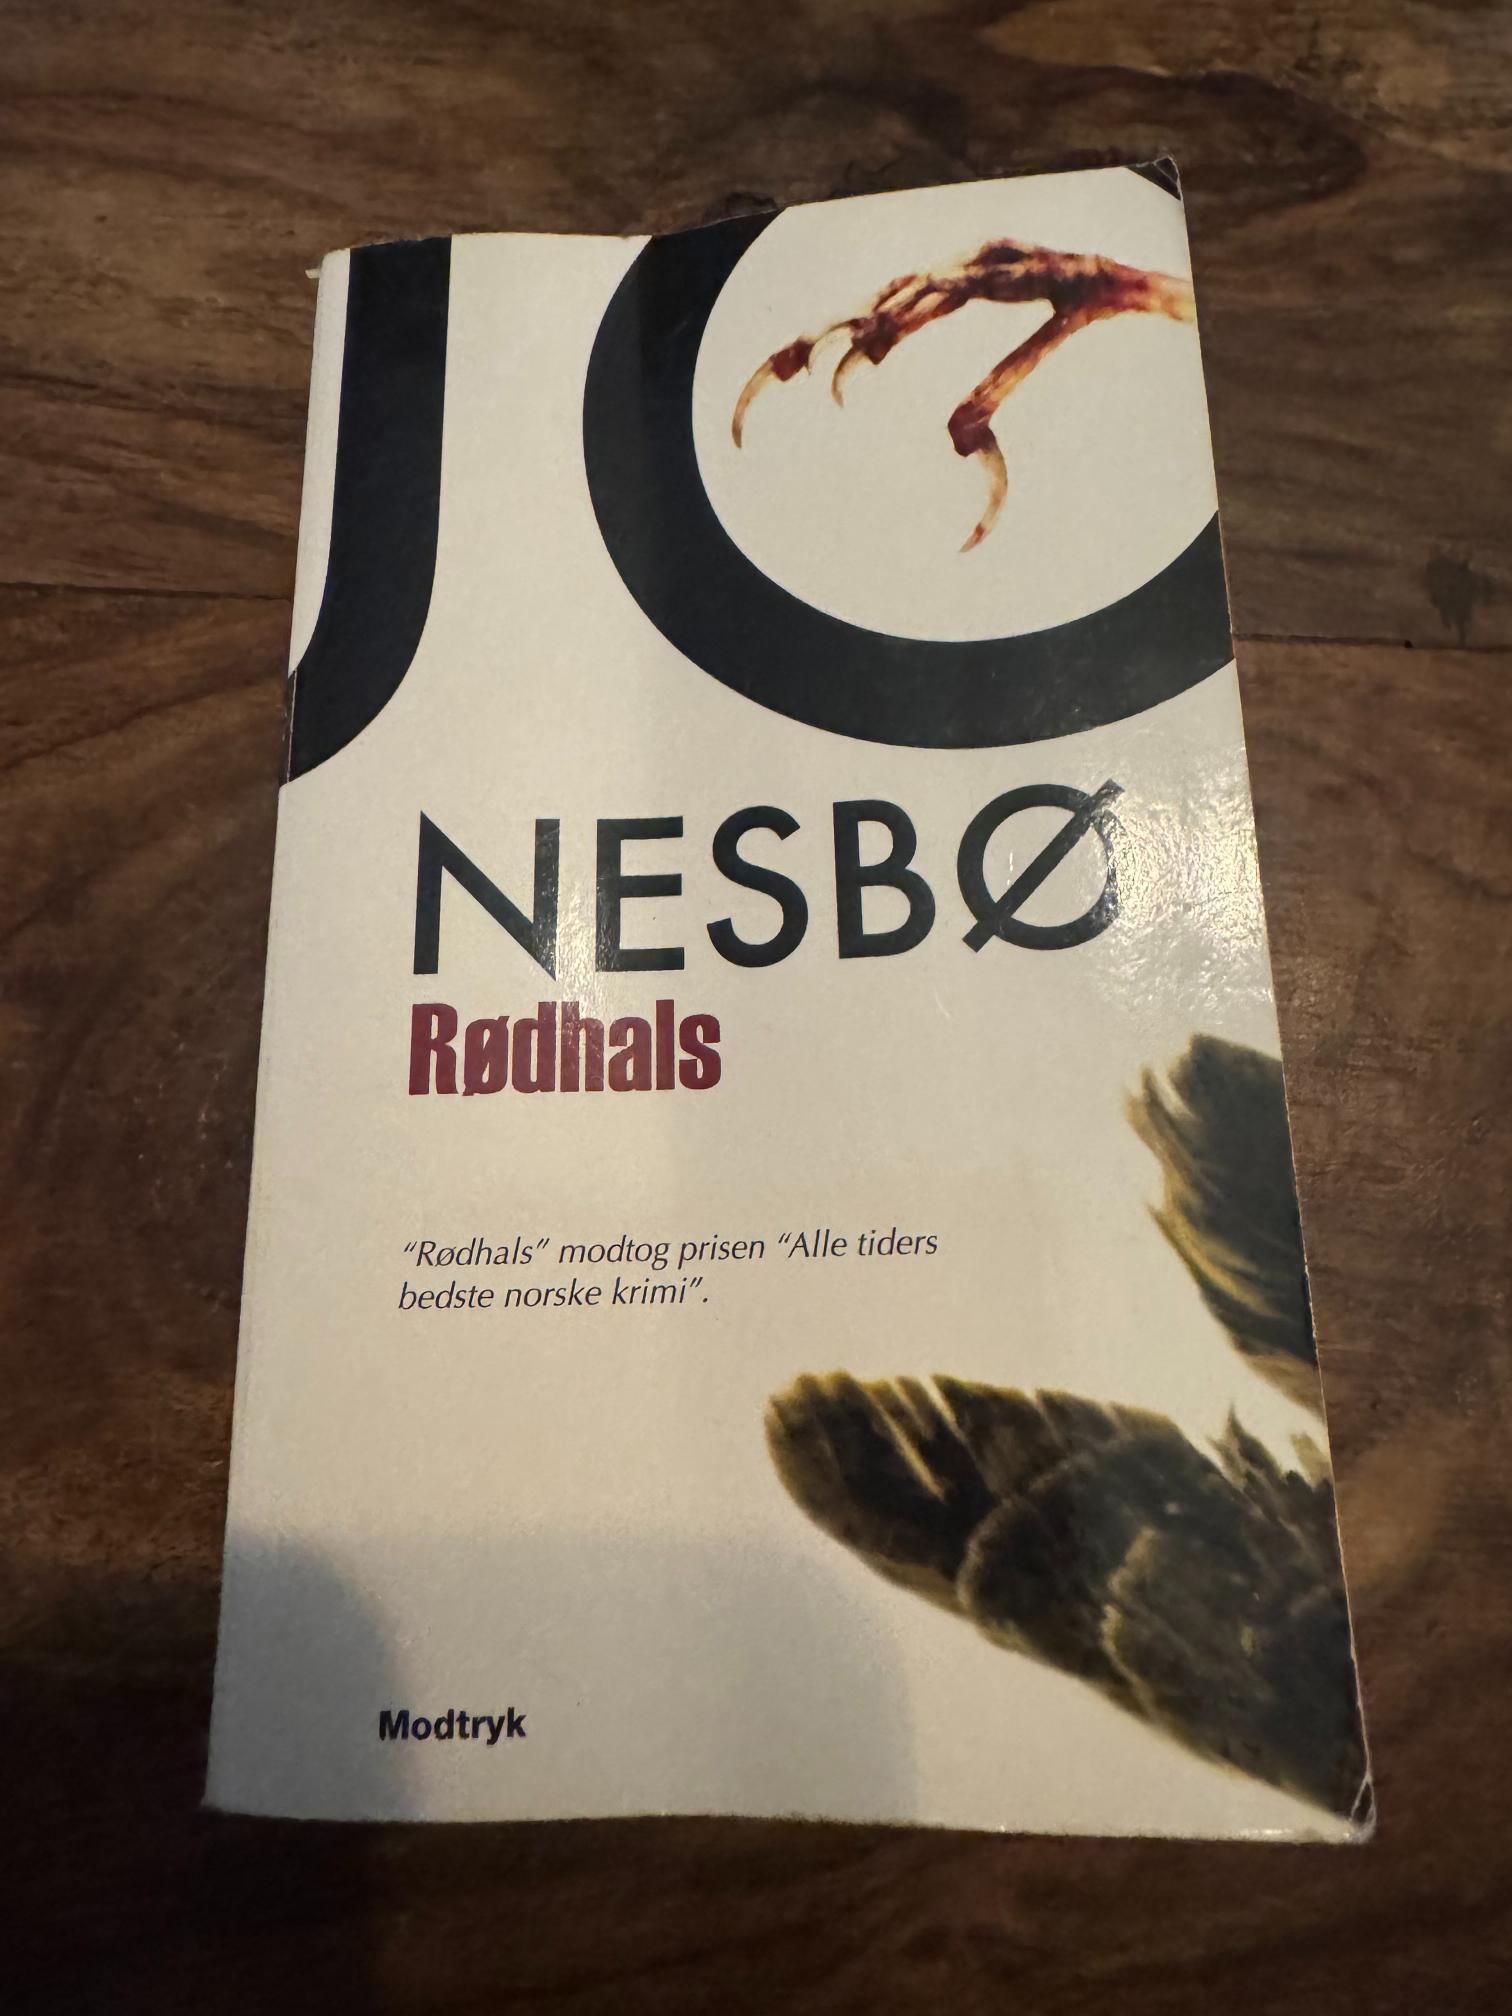 JO
NESBØ
Rødhals
“Rødhals” modtog prisen “Alle tiders
bedste norske krimi”.
Modtryk